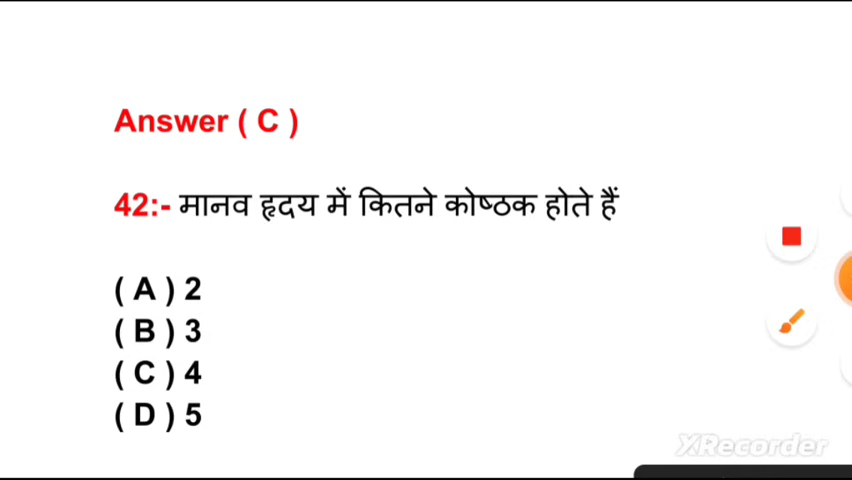 Answer ( C )
42:- मानव हृदय में कितने कोष्ठक होते हैं
( A ) 2
( B ) 3
( C ) 4
( D ) 5
XRecorder